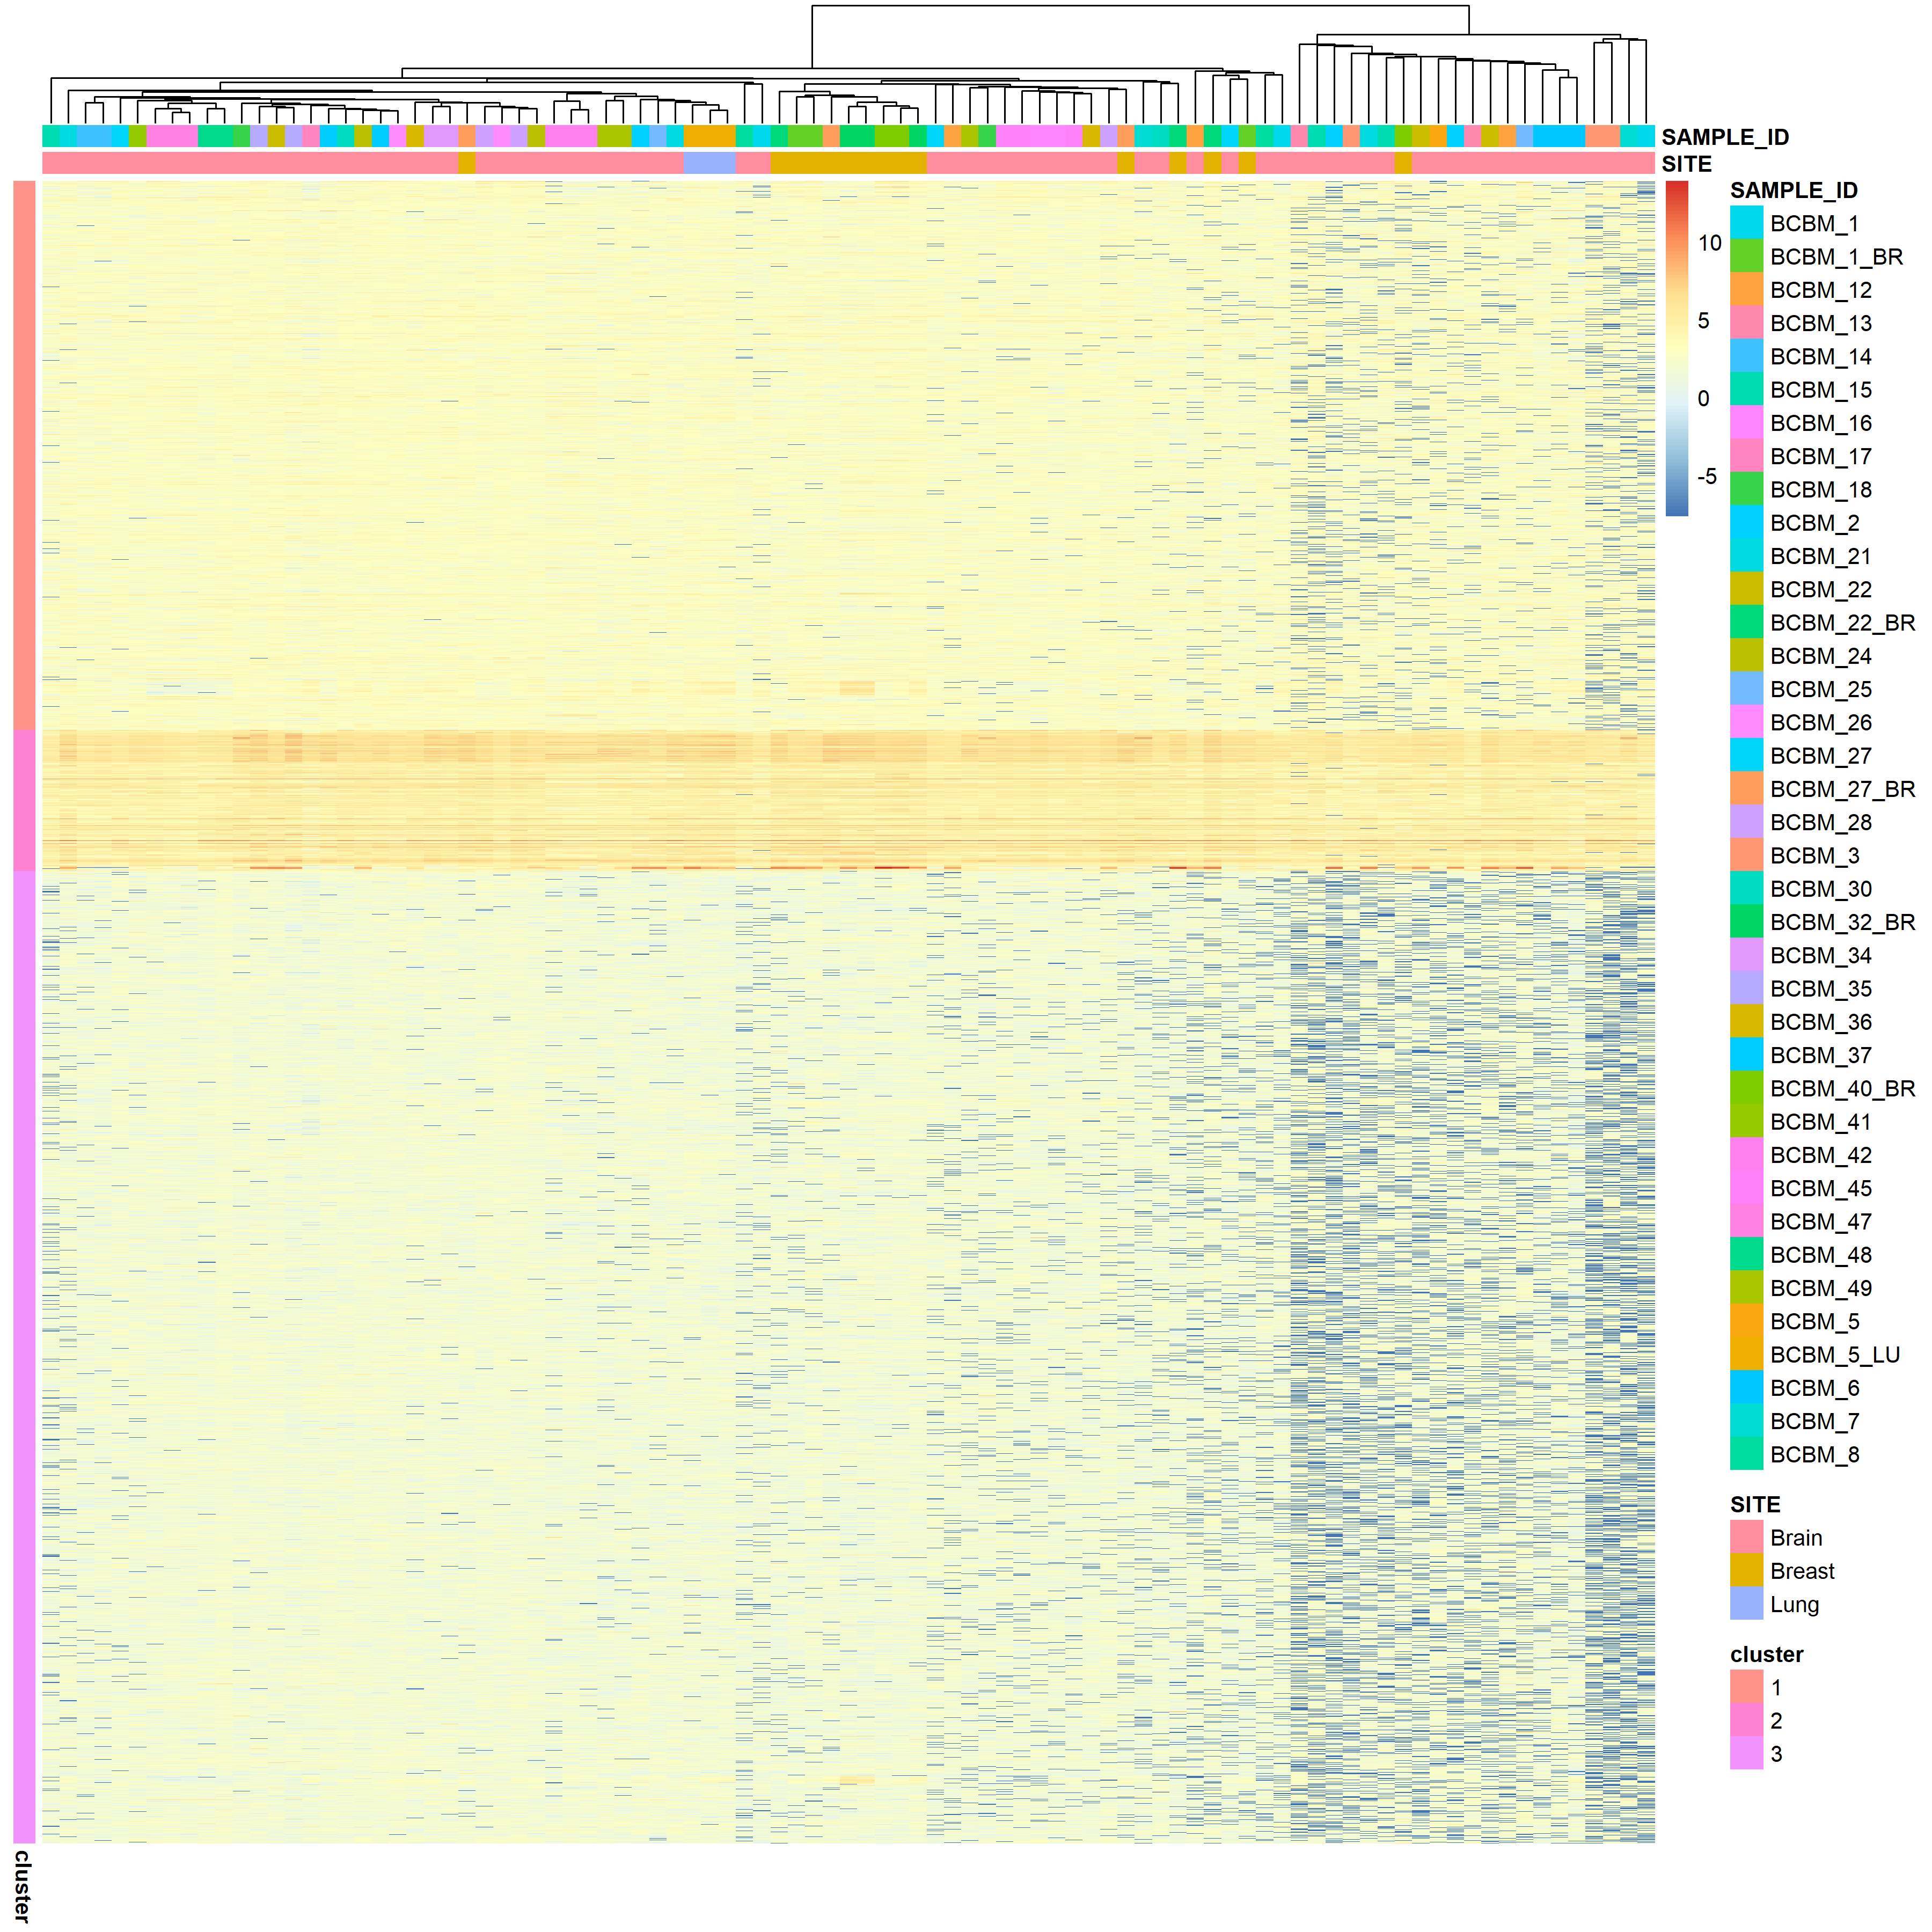 SAMPLE_ID
SITE
10
5
0
-5
SAMPLE_ID
BCBM_1
BCBM_1_BR
BCBM_12
BCBM_13
BCBM_14
BCBM_15
BCBM_16
BCBM_17
BCBM_18
BCBM_2
BCBM_21
BCBM_22
BCBM_22_BR
BCBM_24
BCBM_25
BCBM_26
BCBM_27
BCBM_27_BR
BCBM_28
BCBM_3
BCBM_30
BCBM_32_BR
BCBM_34
BCBM_35
BCBM_36
BCBM_37
BCBM_40_BR
BCBM_41
BCBM_42
BCBM_45
BCBM_47
BCBM_48
BCBM_49
BCBM_5
BCBM_5_LU
BCBM_6
BCBM_7
BCBM_8
SITE
Brain
Breast
Lung
cluster
1
2
3
cluster